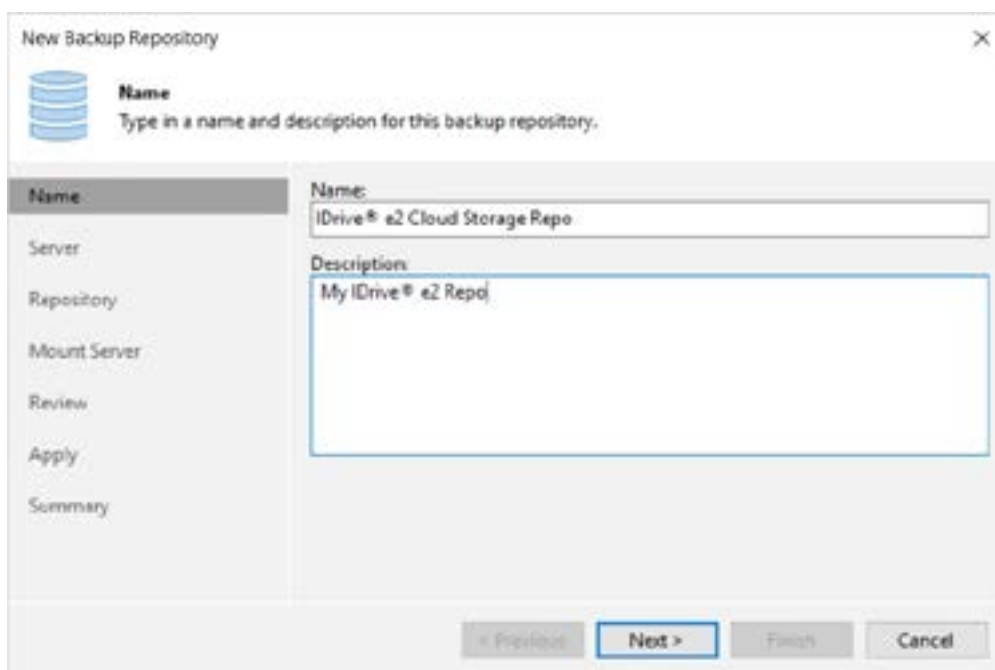 New Backup Repository
Name
Type in a name and description for this backup repository.
Name
Server
Repository
Mount Server
Review
Apply
Summary
Name:
IDrive® e2 Cloud Storage Repo
Description:
My IDrive® e2 Repo
< Previous
Next >
Finish
Cancel